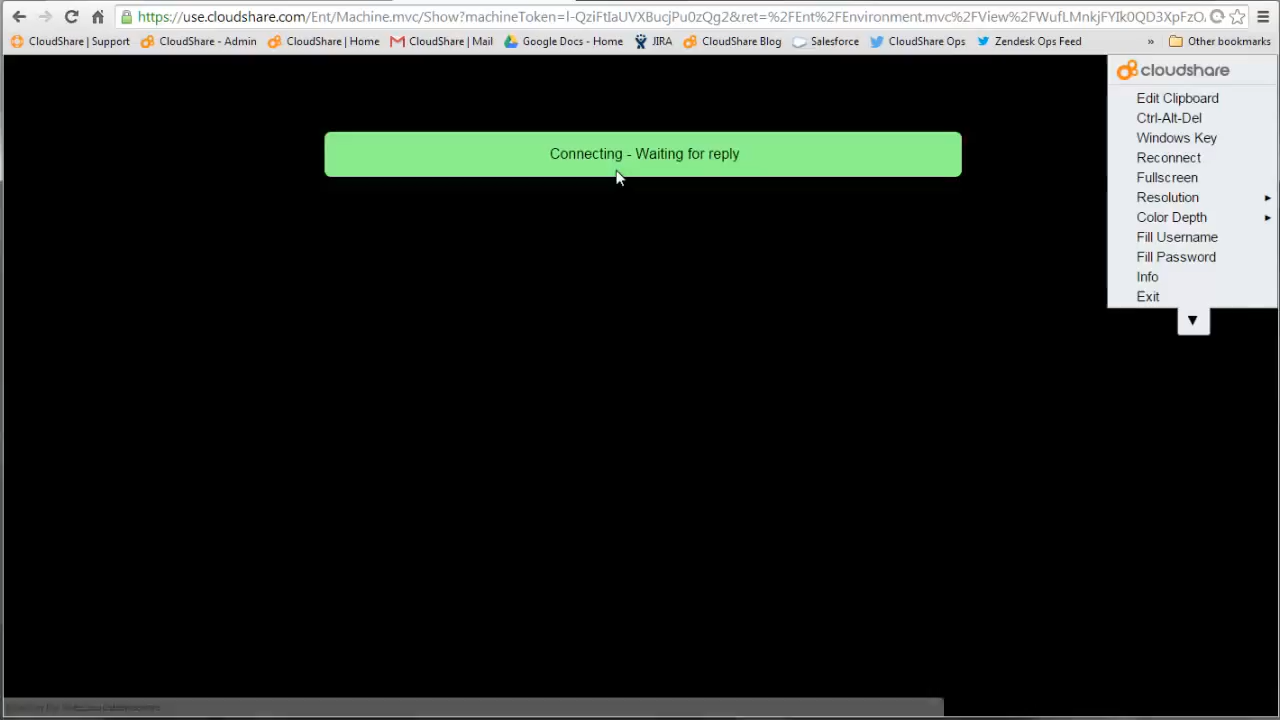 https://use.cloudshare.com/Ent/Machine.mvc/Show?machineToken=l-QziFtIaUVXBucjPu0zQg2&ret=%2FEnt%2FEnvironment.mvc%2FView%2FWufLMnkjFYIk0QD3XpFzO
CloudShare | Support CloudShare - Admin CloudShare | Home CloudShare | Mail Google Docs - Home JIRA CloudShare Blog Salesforce CloudShare Ops Zendesk Ops Feed » Other bookmarks
cloudshare
Edit Clipboard
Ctrl-Alt-Del
Windows Key
Connecting - Waiting for reply
Reconnect
Fullscreen
Resolution
Color Depth
Fill Username
Fill Password
Info
Exit